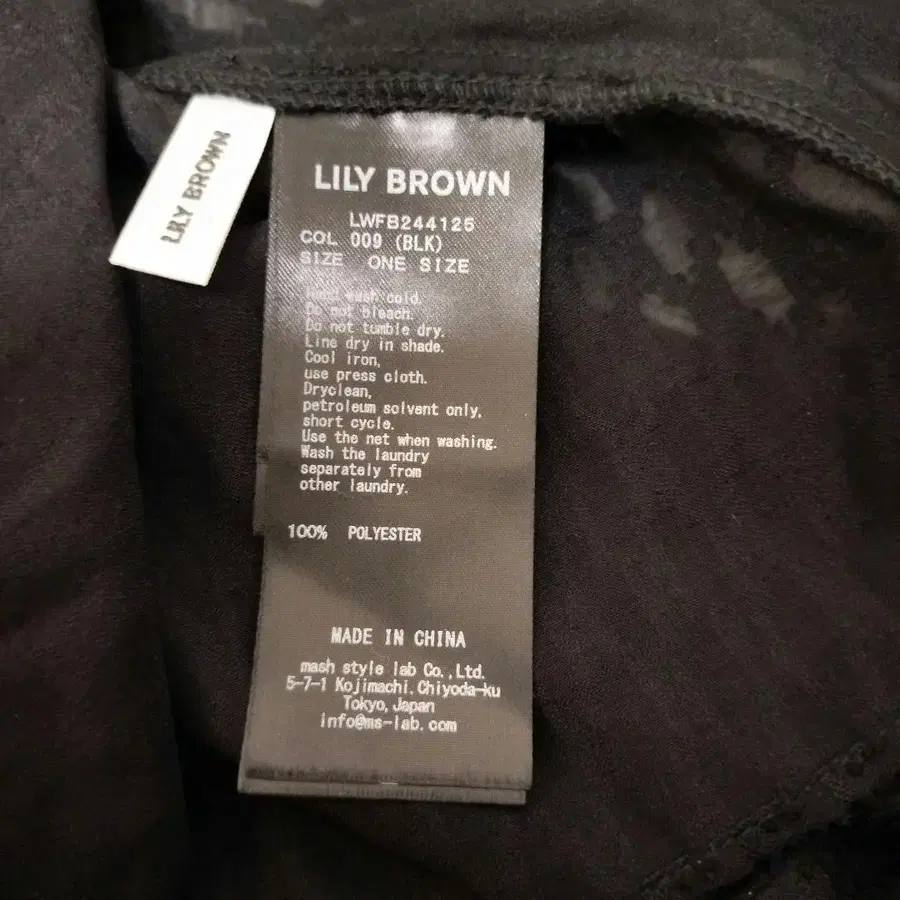 LILY BROWN
LILY BROWN
LWFB244125
COL 009 (BLK)
SIZE ONE SIZE
Hand wash cold.
Do not bleach.
Do not tumble dry.
Line dry in shade.
Cool iron,
use press cloth.
Dryclean,
petroleum solvent only,
short cycle.
Use the net when washing.
Wash the laundry
separately from
other laundry.
100% POLYESTER
MADE IN CHINA
mash style lab Co.,Ltd.
5-7-1 Kojimachi.Chiyoda-ku
Tokyo,Japan
info@ms-lab.com